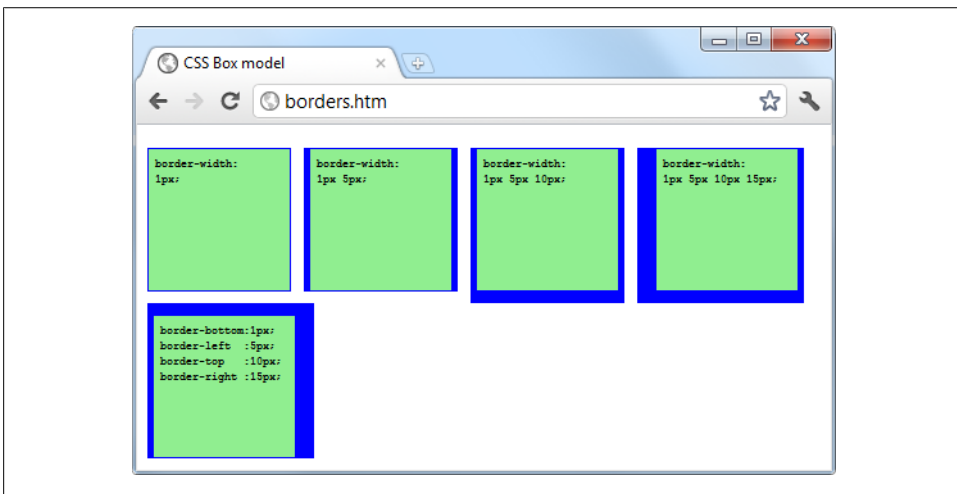 CSS Box model
borders.htm
border-width:
1px;
border-width:
1px 5px;
border-width:
1px 5px 10px;
border-width:
1px 5px 10px 15px;
border-bottom:1px;
border-left  :5px;
border-top   :10px;
border-right :15px;